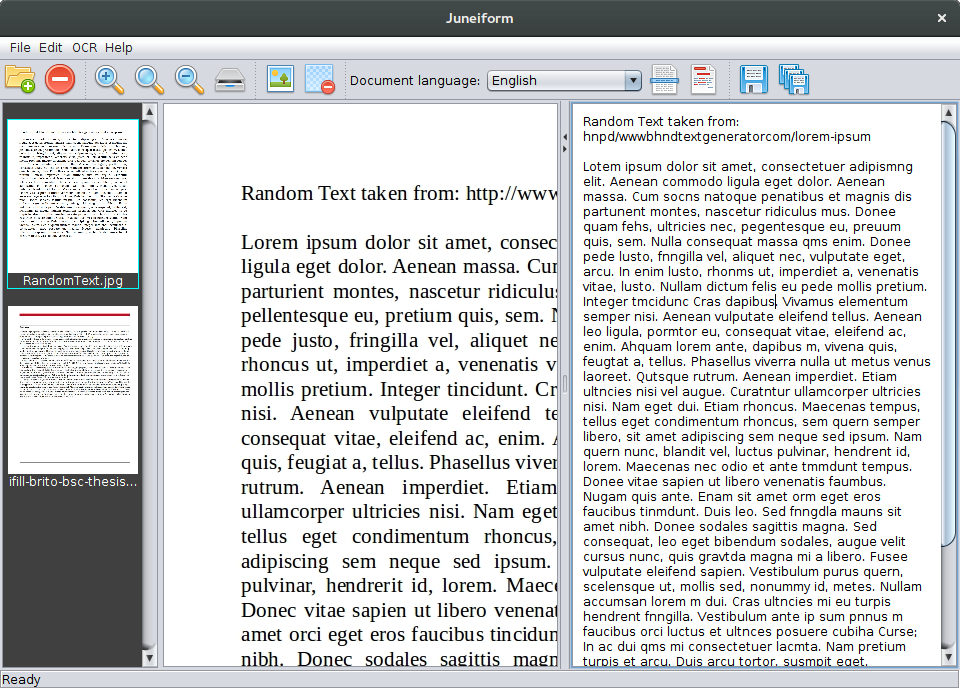 Juneiform
File Edit OCR Help
Document language: English
RandomText.jpg
ifill-brito-bsc-thesis...
Random Text taken from: http://www
Lorem ipsum dolor sit amet, consec
ligula eget dolor. Aenean massa. Cur
parturient montes, nascetur ridiculus
pellentesque eu, pretium quis, sem. N
pede justo, fringilla vel, aliquet ne
rhoncus ut, imperdiet a, venenatis v
mollis pretium. Integer tincidunt. Cr
nisi. Aenean vulputate eleifend te
consequat vitae, eleifend ac, enim. A
quis, feugiat a, tellus. Phasellus viver
rutrum. Aenean imperdiet. Etiam
ullamcorper ultricies nisi. Nam eget
tellus eget condimentum rhoncus,
adipiscing sem neque sed ipsum.
pulvinar, hendrerit id, lorem. Maece
Donec vitae sapien ut libero venenat
amet orci eget eros faucibus tincidun
nibh. Donec sodales sagittis magn
Random Text taken from:
hnpd/wwwbhndtextgeneratorcom/lorem-ipsum
Lotem ipsum dolor sit amet, consectetuer adipismng
elit. Aenean commodo ligula eget dolor. Aenean
massa. Cum socns natoque penatibus et magnis dis
partunent montes, nascetur ridiculus mus. Donee
quam fehs, ultricies nec, pegentesque eu, preuum
quis, sem. Nulla consequat massa qms enim. Donee
pede lusto, fnngilla vel, aliquet nec, vulputate eget,
arcu. In enim lusto, rhonms ut, imperdiet a, venenatis
vitae, lusto. Nullam dictum felis eu pede mollis pretium.
Integer tmcidunc Cras dapibus. Vivamus elementum
semper nisi. Aenean vulputate eleifend tellus. Aenean
leo ligula, pormtor eu, consequat vitae, eleifend ac,
enim. Ahquam lorem ante, dapibus m, vivena quis,
feugtat a, tellus. Phasellus viverra nulla ut metus venus
laoreet. Qutsque rutrum. Aenean imperdiet. Etiam
ultncies nisi vel augue. Curatntur ullamcorper ultricies
nisi. Nam eget dui. Etiam rhoncus. Maecenas tempus,
tellus eget condimentum rhoncus, sem quern semper
libero, sit amet adipiscing sem neque sed ipsum. Nam
quern nunc, blandit vel, luctus pulvinar, hendrent id,
lorem. Maecenas nec odio et ante tmmdunt tempus.
Donee vitae sapien ut libero venenatis faumbus.
Nugam quis ante. Enam sit amet orm eget eros
faucibus tinmdunt. Duis leo. Sed fnngdla mauns sit
amet nibh. Donee sodales sagittis magna. Sed
consequat, leo eget bibendum sodales, augue velit
cursus nunc, quis gravtda magna mi a libero. Fusee
vulputate eleifend sapien. Vestibulum purus quern,
scelensque ut, mollis sed, nonummy id, metes. Nullam
accumsan lorem m dui. Cras ultncies mi eu turpis
hendrent fnngilla. Vestibulum ante ip sum pnnus m
faucibus orci luctus et ultnces posuere cubiha Curse;
In ac dui qms mi consectetuer lacmta. Nam pretium
turpis et arcu. Duis arcu tortor, susmpit eget,
Ready